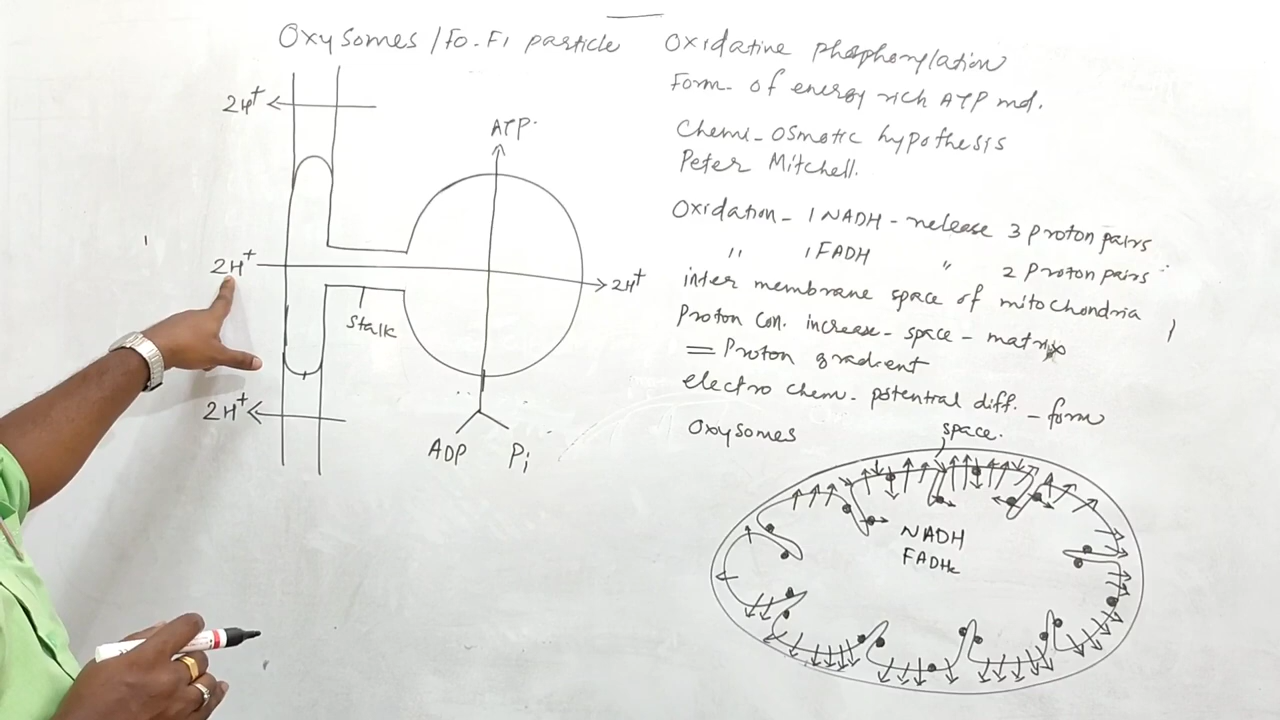 Oxysomes / Fo-F1 particle
2H+
ATP
2H+
2H+
Stalk
2H+
ADP Pi
Oxidative phosphorylation
Form- of energy rich ATP mol.
Chemi-osmotic hypothesis
Peter Mitchell.
Oxidation- 1 NADH - release 3 proton pairs
" 1 FADH " 2 Proton pairs
inter membrane space of mitochondria
Proton con. increase- space - matrix
= Proton gradient
electro chem. potential diff. - form
Oxysomes
space.
NADH